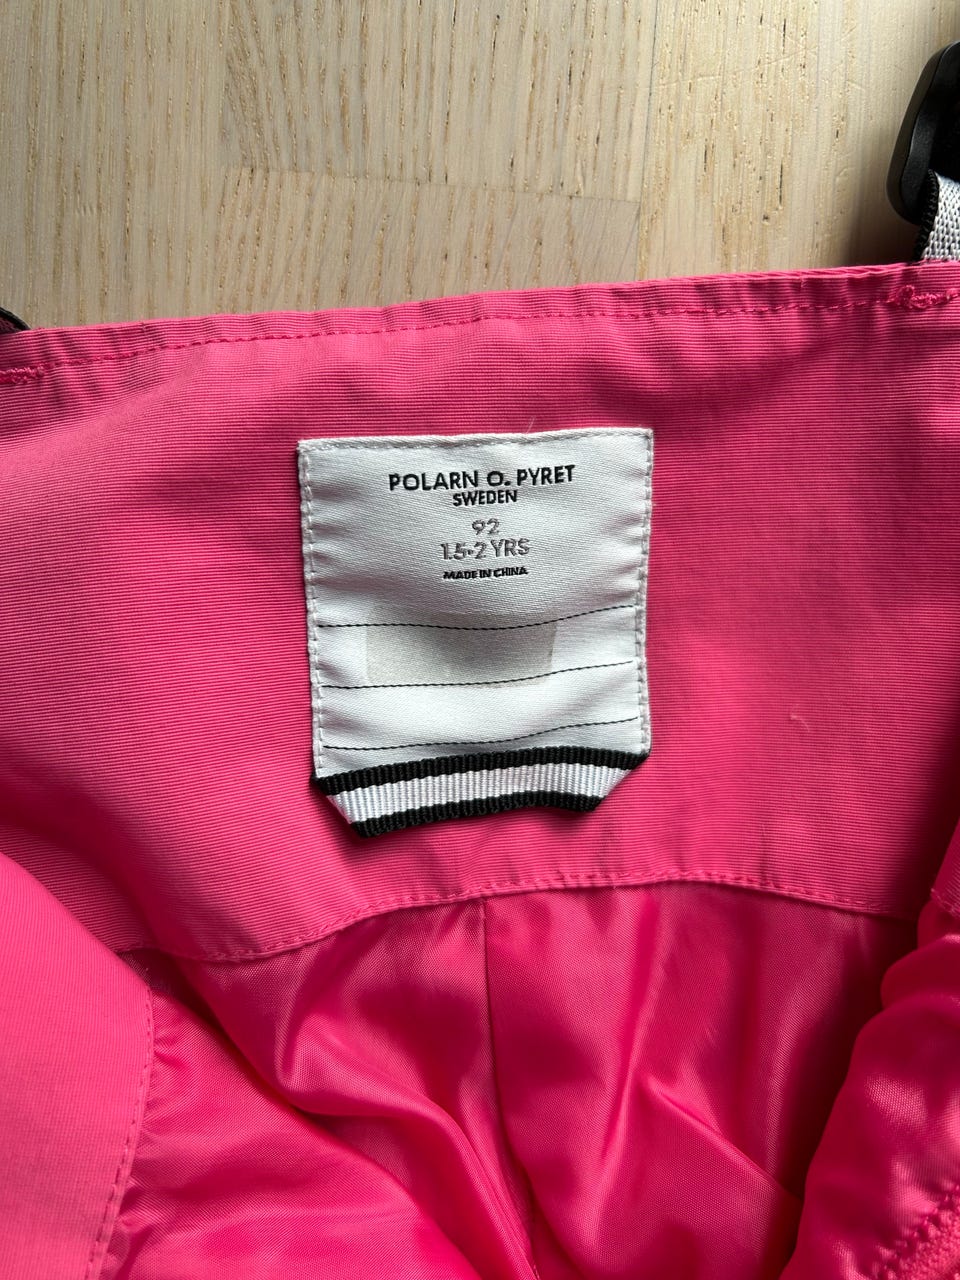 POLARN O. PYRET
SWEDEN
92
1.5-2 YRS
MADE IN CHINA